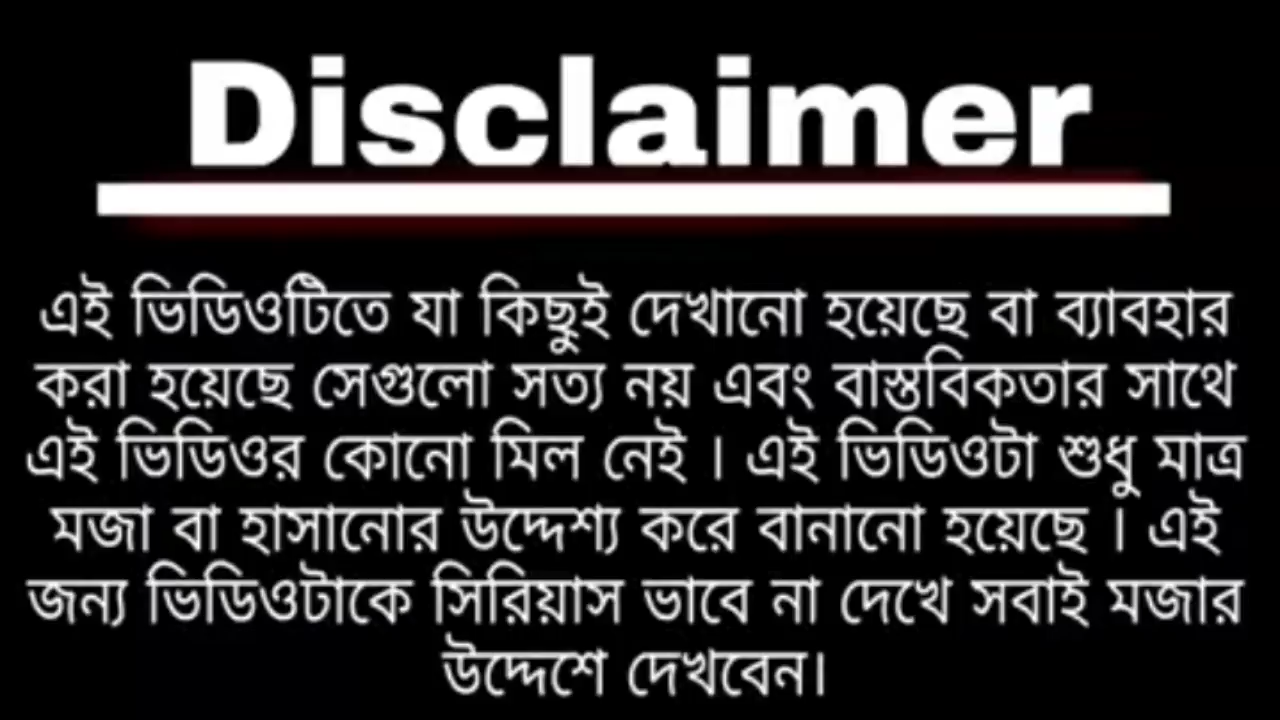 Disclaimer
এই ভিডিওটিতে যা কিছুই দেখানো হয়েছে বা ব্যাবহার
করা হয়েছে সেগুলো সত্য নয় এবং বাস্তবিকতার সাথে
এই ভিডিওর কোনো মিল নেই । এই ভিডিওটা শুধু মাত্র
মজা বা হাসানোর উদ্দেশ্য করে বানানো হয়েছে । এই
জন্য ভিডিওটাকে সিরিয়াস ভাবে না দেখে সবাই মজার
উদ্দেশে দেখবেন।